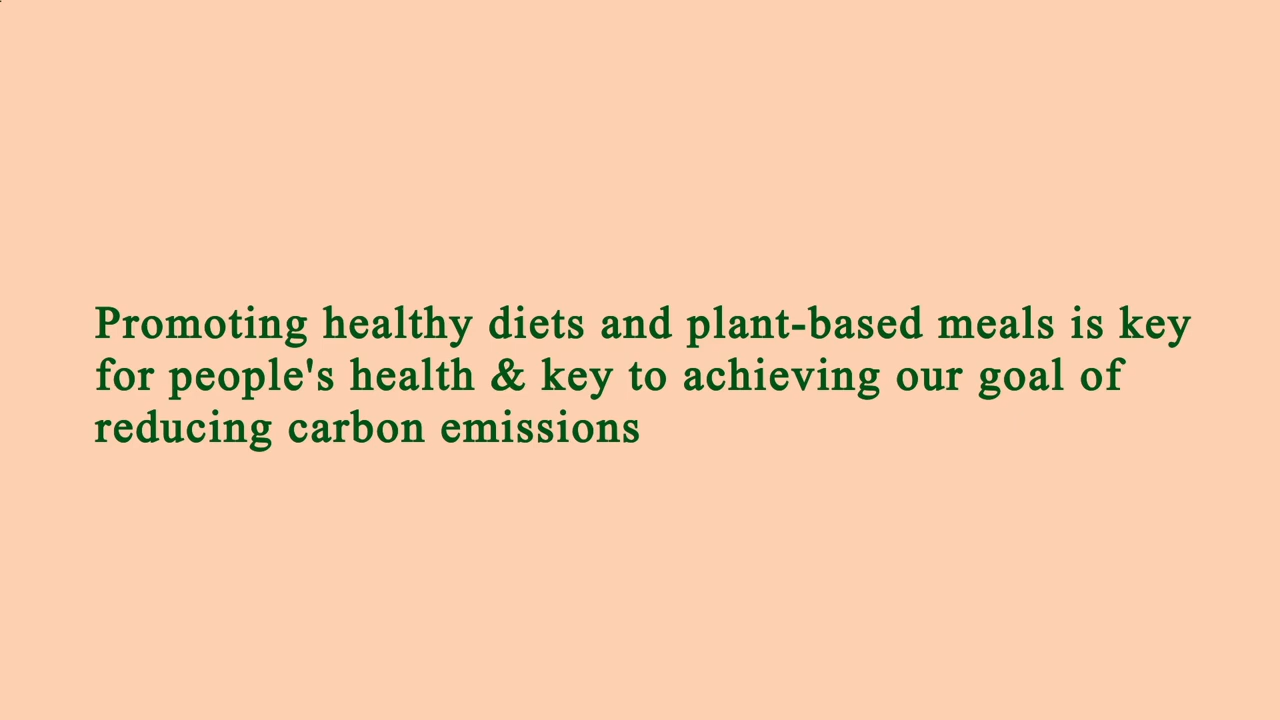 Promoting healthy diets and plant-based meals is key
for people's health & key to achieving our goal of
reducing carbon emissions